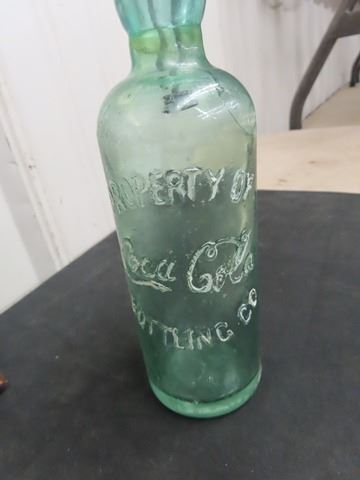 PROPERTY OF
Coca Cola
BOTTLING CO